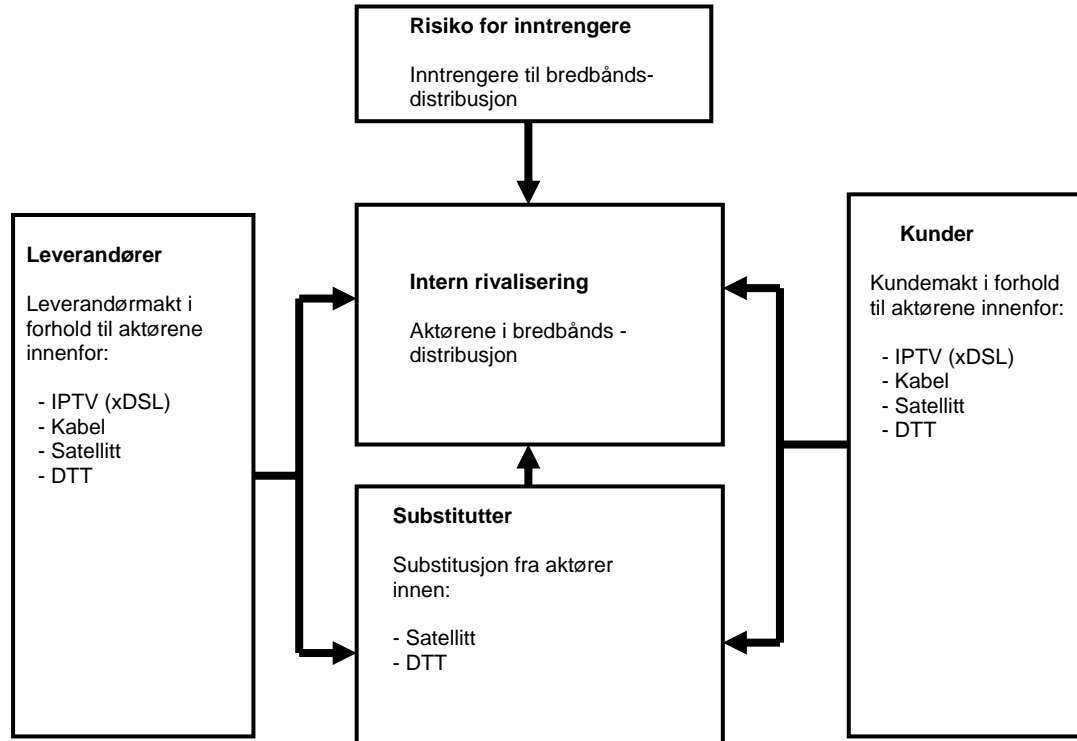 Risiko for inntrengere
Inntrengere til bredbånds-
distribusjon
Leverandører
Leverandørmakt i
forhold til aktørene
innenfor:
- IPTV (xDSL)
- Kabel
- Satellitt
- DTT
Intern rivalisering
Aktørene i bredbånds -
distribusjon
Kunder
Kundemakt i forhold
til aktørene innenfor:
- IPTV (xDSL)
- Kabel
- Satellitt
- DTT
Substitutter
Substitusjon fra aktører
innen:
- Satellitt
- DTT